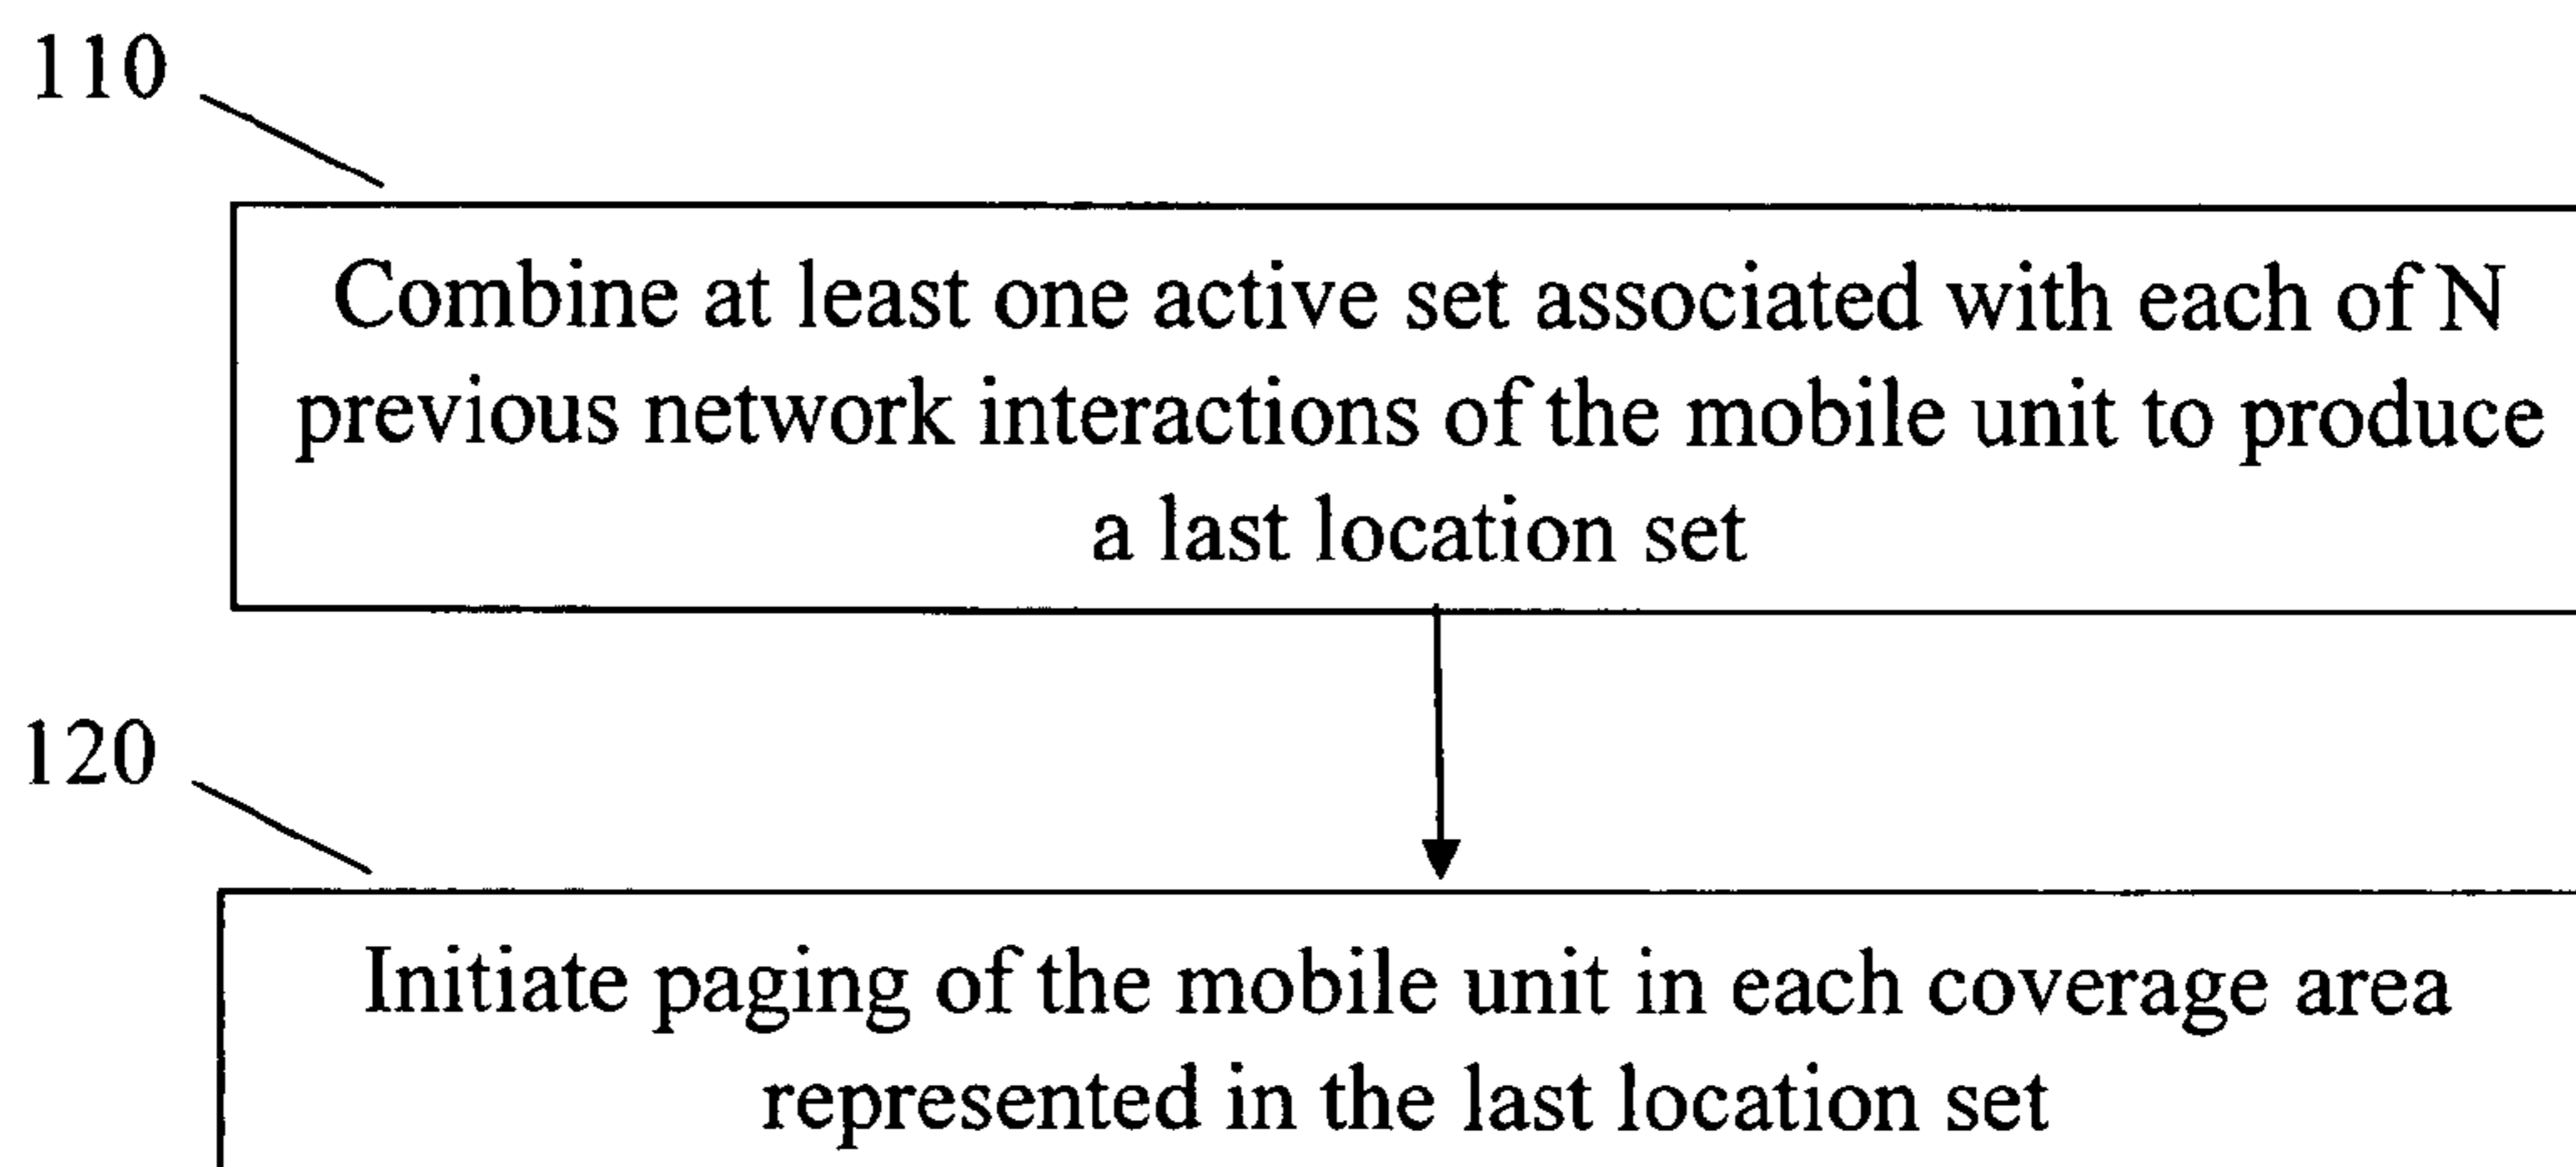 110
Combine at least one active set associated with each of N
previous network interactions of the mobile unit to produce
a last location set
120
Initiate paging of the mobile unit in each coverage area
represented in the last location set